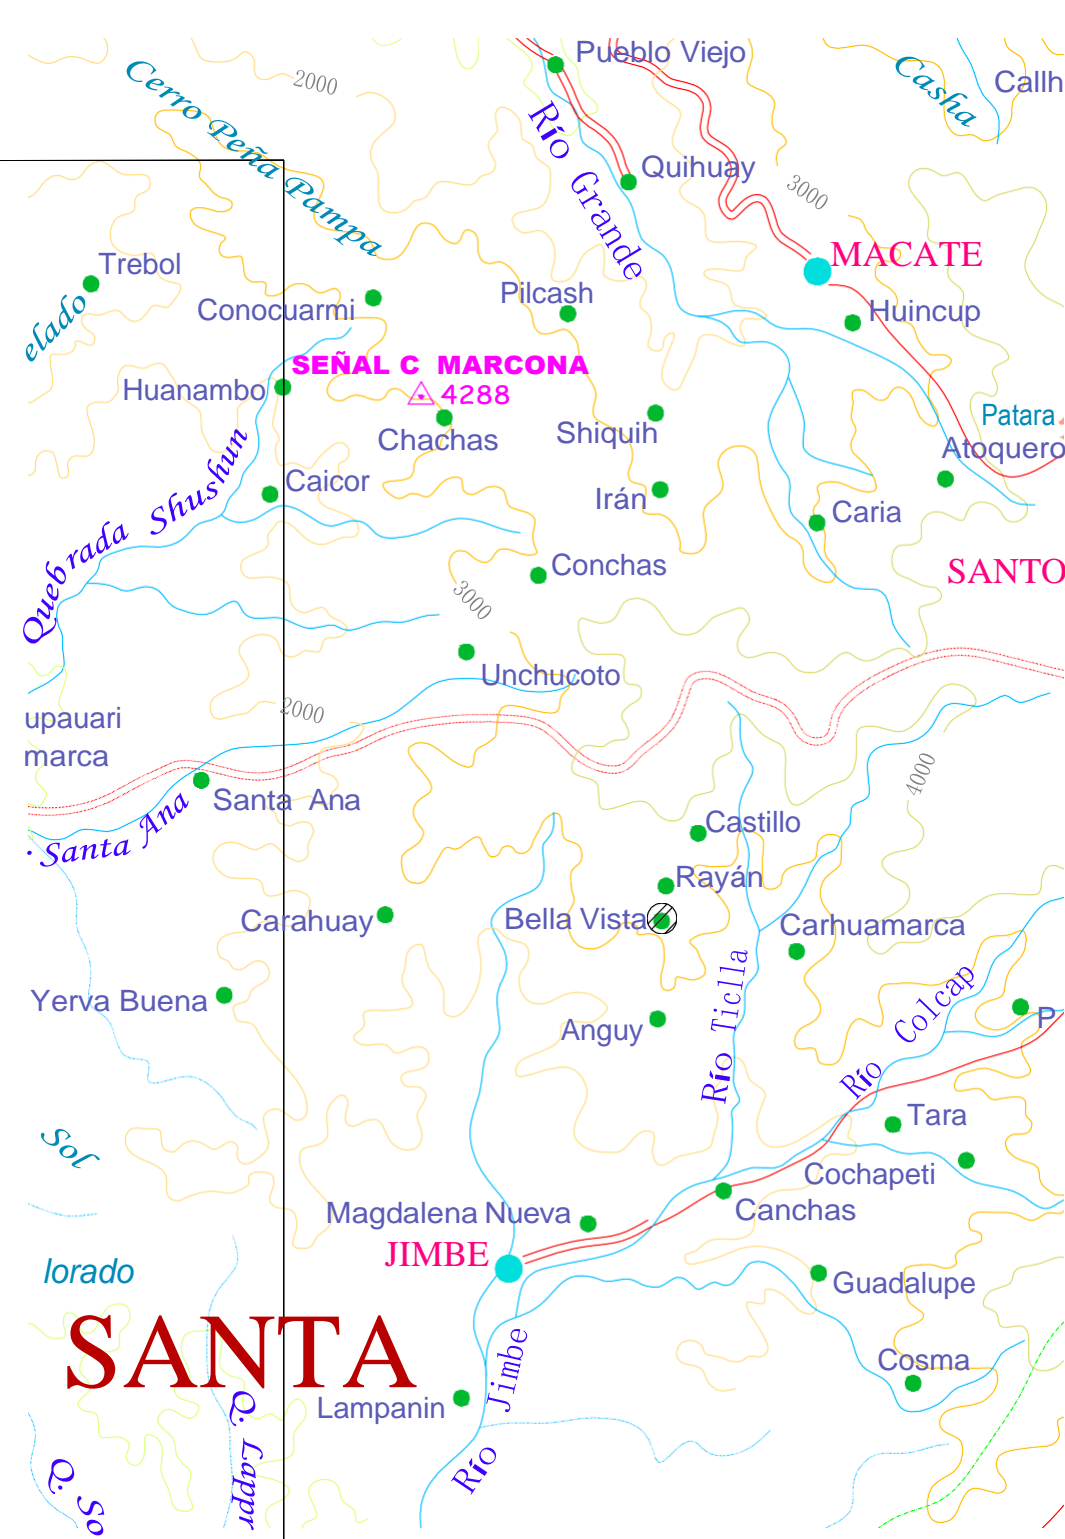 Pueblo Viejo
2000
Cerro Peña Pampa
Casha
Callh
Río Grande
Quihuay
3000
MACATE
Trebol
elado
Conocuarmi
Pilcash
Huincup
SEÑAL C MARCONA
4288
Huanambo
Chachas
Shiquih
Patara
Atoquero
Quebrada Shushun
Caicor
Irán
Caria
Conchas
SANTO
3000
Unchucoto
upauari
marca
2000
4000
Santa Ana
Santa Ana
Castillo
Rayán
Carahuay
Bella Vista
Carhuamarca
Yerva Buena
Río Ticlla
Río Colcap
Anguy
P
Tara
Sol
Cochapeti
Magdalena Nueva
Canchas
JIMBE
lorado
Guadalupe
SANTA
Río Jimbe
Cosma
Lampanin
Q. Lappr
Q. So